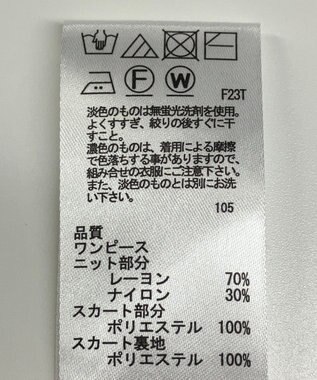 F W F23T
淡色のものは無蛍光洗剤を使用。
よくすすぎ、絞りの後すぐに干
すこと。
濃色のものは、着用による摩擦
で色落ちする事がありますので、
組み合せの衣服にご注意下さい。
また、淡色のものとは別にお洗
い下さい。
105
品質
ワンピース
ニット部分
レーヨン 70%
ナイロン 30%
スカート部分
ポリエステル 100%
スカート裏地
ポリエステル 100%